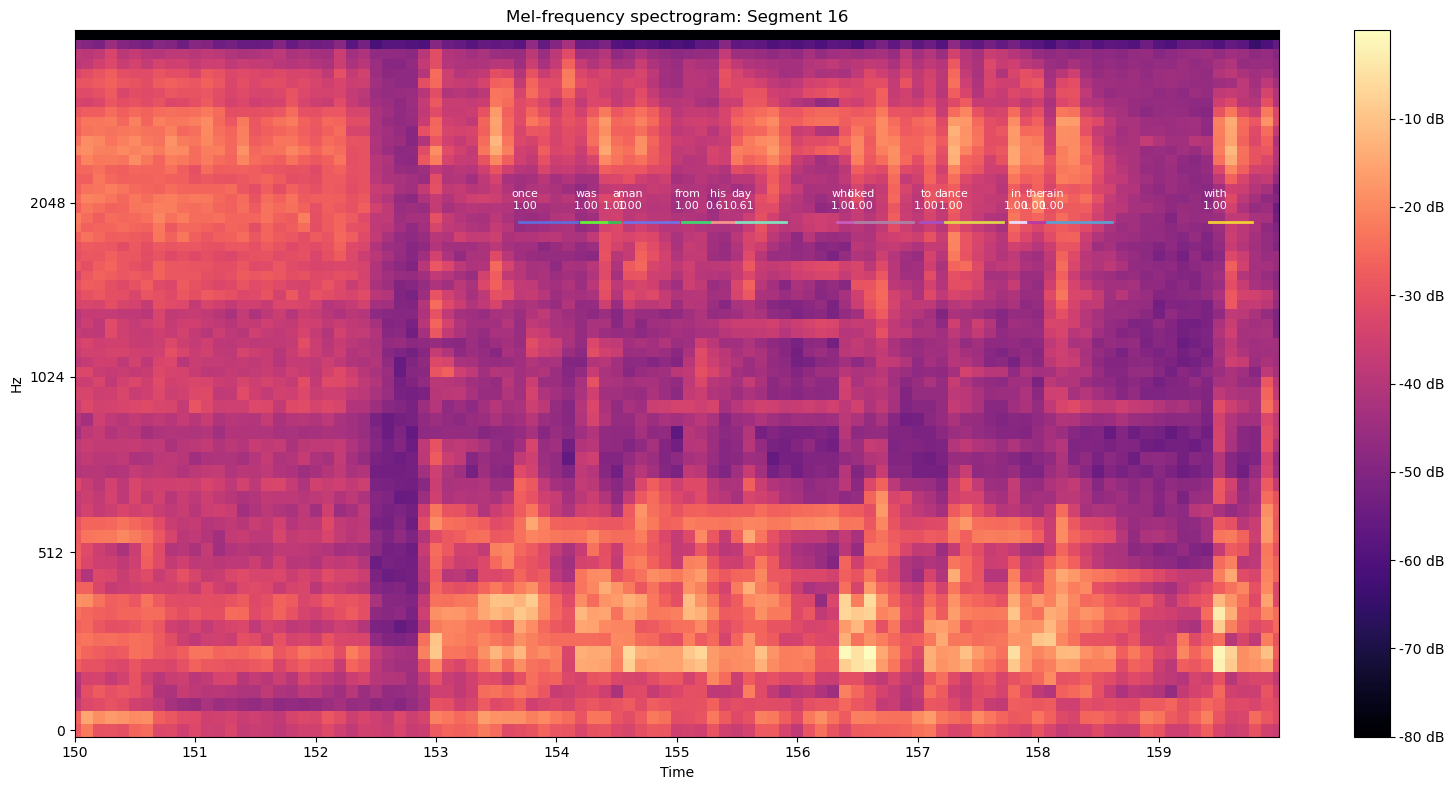 Mel-frequency spectrogram: Segment 16
Hz
2048
1024
512
0
once was a man from his day who liked to dance in the rain with
1.00 1.00 1.00 1.00 1.00 0.61 0.61 1.00 1.00 1.00 1.00 1.00 1.00 1.00 1.00
150 151 152 153 154 155 156 157 158 159
Time
-10 dB
-20 dB
-30 dB
-40 dB
-50 dB
-60 dB
-70 dB
-80 dB